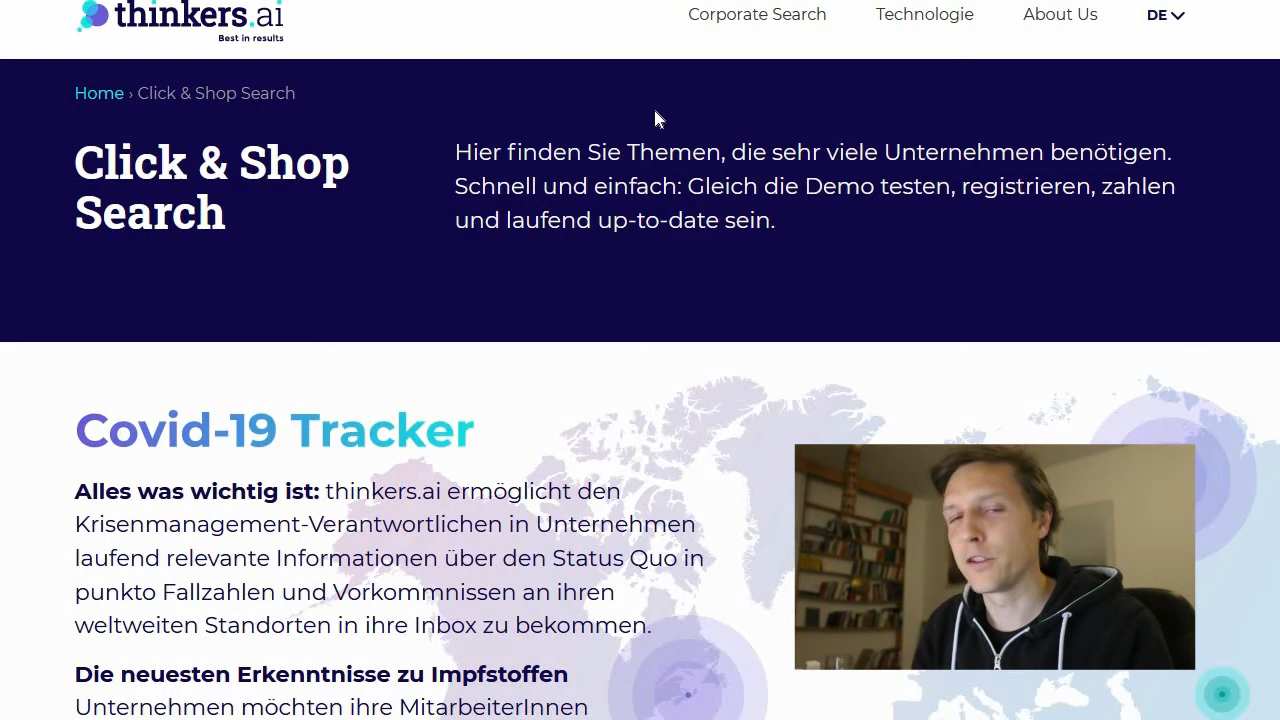 thinkers.ai
Best in results
Corporate Search
Technologie
About Us
DE
Home › Click & Shop Search
Click & Shop
Search
Hier finden Sie Themen, die sehr viele Unternehmen benötigen.
Schnell und einfach: Gleich die Demo testen, registrieren, zahlen
und laufend up-to-date sein.
Covid-19 Tracker
Alles was wichtig ist: thinkers.ai ermöglicht den
Krisenmanagement-Verantwortlichen in Unternehmen
laufend relevante Informationen über den Status Quo in
punkto Fallzahlen und Vorkommnissen an ihren
weltweiten Standorten in ihre Inbox zu bekommen.
Die neuesten Erkenntnisse zu Impfstoffen
Unternehmen möchten ihre MitarbeiterInnen